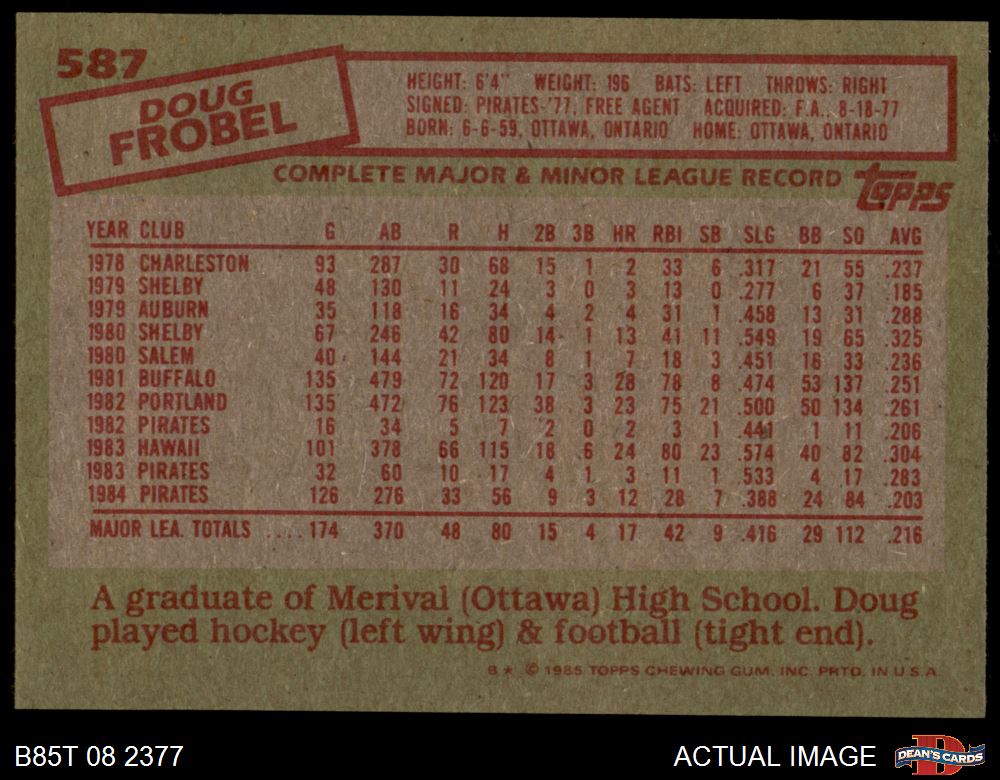 587
DOUG
FROBEL
HEIGHT: 6'4" WEIGHT: 196 BATS: LEFT THROWS: RIGHT
SIGNED: PIRATES-'77, FREE AGENT ACQUIRED: F.A., 8-18-77
BORN: 6-6-59, OTTAWA, ONTARIO HOME: OTTAWA, ONTARIO
COMPLETE MAJOR & MINOR LEAGUE RECORD topps
YEAR CLUB G AB R H 2B 3B HR RBI SB SLG BB SO AVG
1978 CHARLESTON 93 287 30 68 15 1 2 33 6 .317 21 55 .237
1979 SHELBY 48 130 11 24 3 0 3 13 0 .277 6 37 .185
1979 AUBURN 35 118 16 34 4 2 4 31 1 .458 13 31 .288
1980 SHELBY 67 246 42 80 14 1 13 41 11 .549 19 65 .325
1980 SALEM 40 144 21 34 8 1 7 18 3 .451 16 33 .236
1981 BUFFALO 135 479 72 120 17 3 28 78 8 .474 53 137 .251
1982 PORTLAND 135 472 76 123 38 3 23 75 21 .500 50 134 .261
1982 PIRATES 16 34 5 7 2 0 2 3 1 .441 1 11 .206
1983 HAWAII 101 378 66 115 18 6 24 80 23 .574 40 82 .304
1983 PIRATES 32 60 10 17 4 1 3 11 1 .533 4 17 .283
1984 PIRATES 126 276 33 56 9 3 12 28 7 .388 24 84 .203
MAJOR LEA. TOTALS ....174 370 48 80 15 4 17 42 9 .416 29 112 .216
A graduate of Merival (Ottawa) High School. Doug
played hockey (left wing) & football (tight end).
B★ © 1985 TOPPS CHEWING GUM, INC. PRTD. IN U.S.A.
B85T 08 2377 ACTUAL IMAGE DEAN'S CARDS